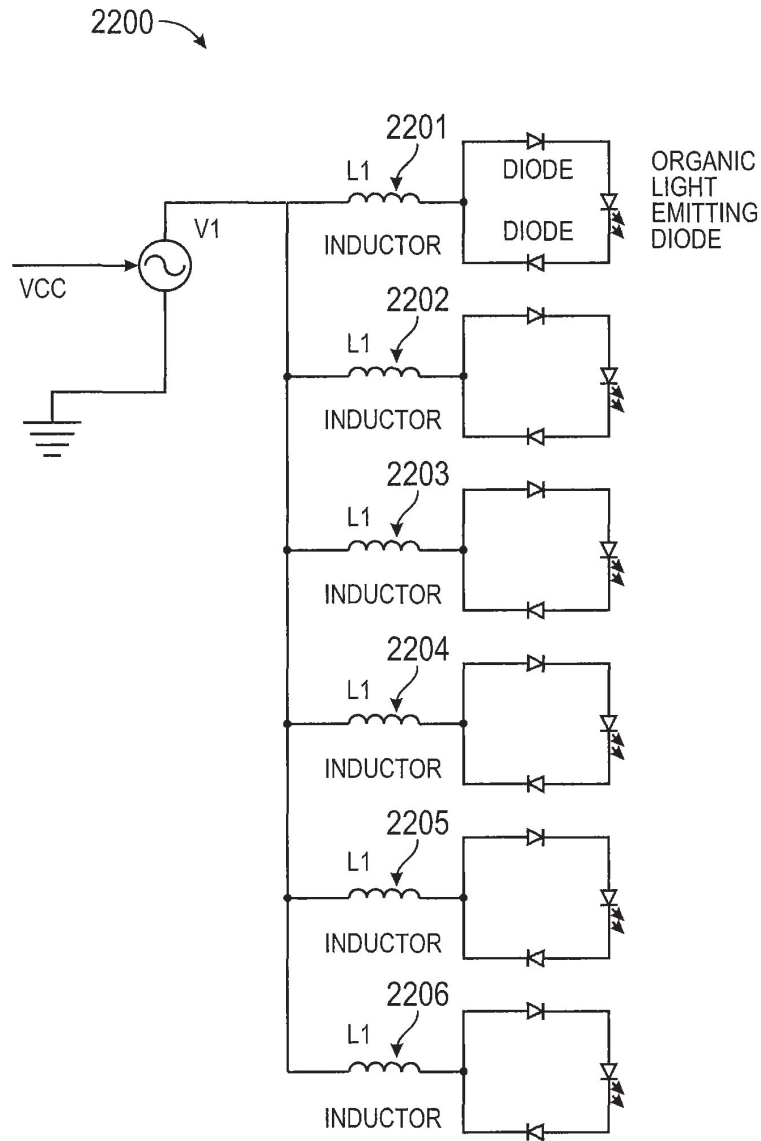 2200
2201
L1
DIODE
ORGANIC
LIGHT
EMITTING
DIODE
V1
INDUCTOR
DIODE
VCC
2202
L1
INDUCTOR
2203
L1
INDUCTOR
2204
L1
INDUCTOR
2205
L1
INDUCTOR
2206
L1
INDUCTOR